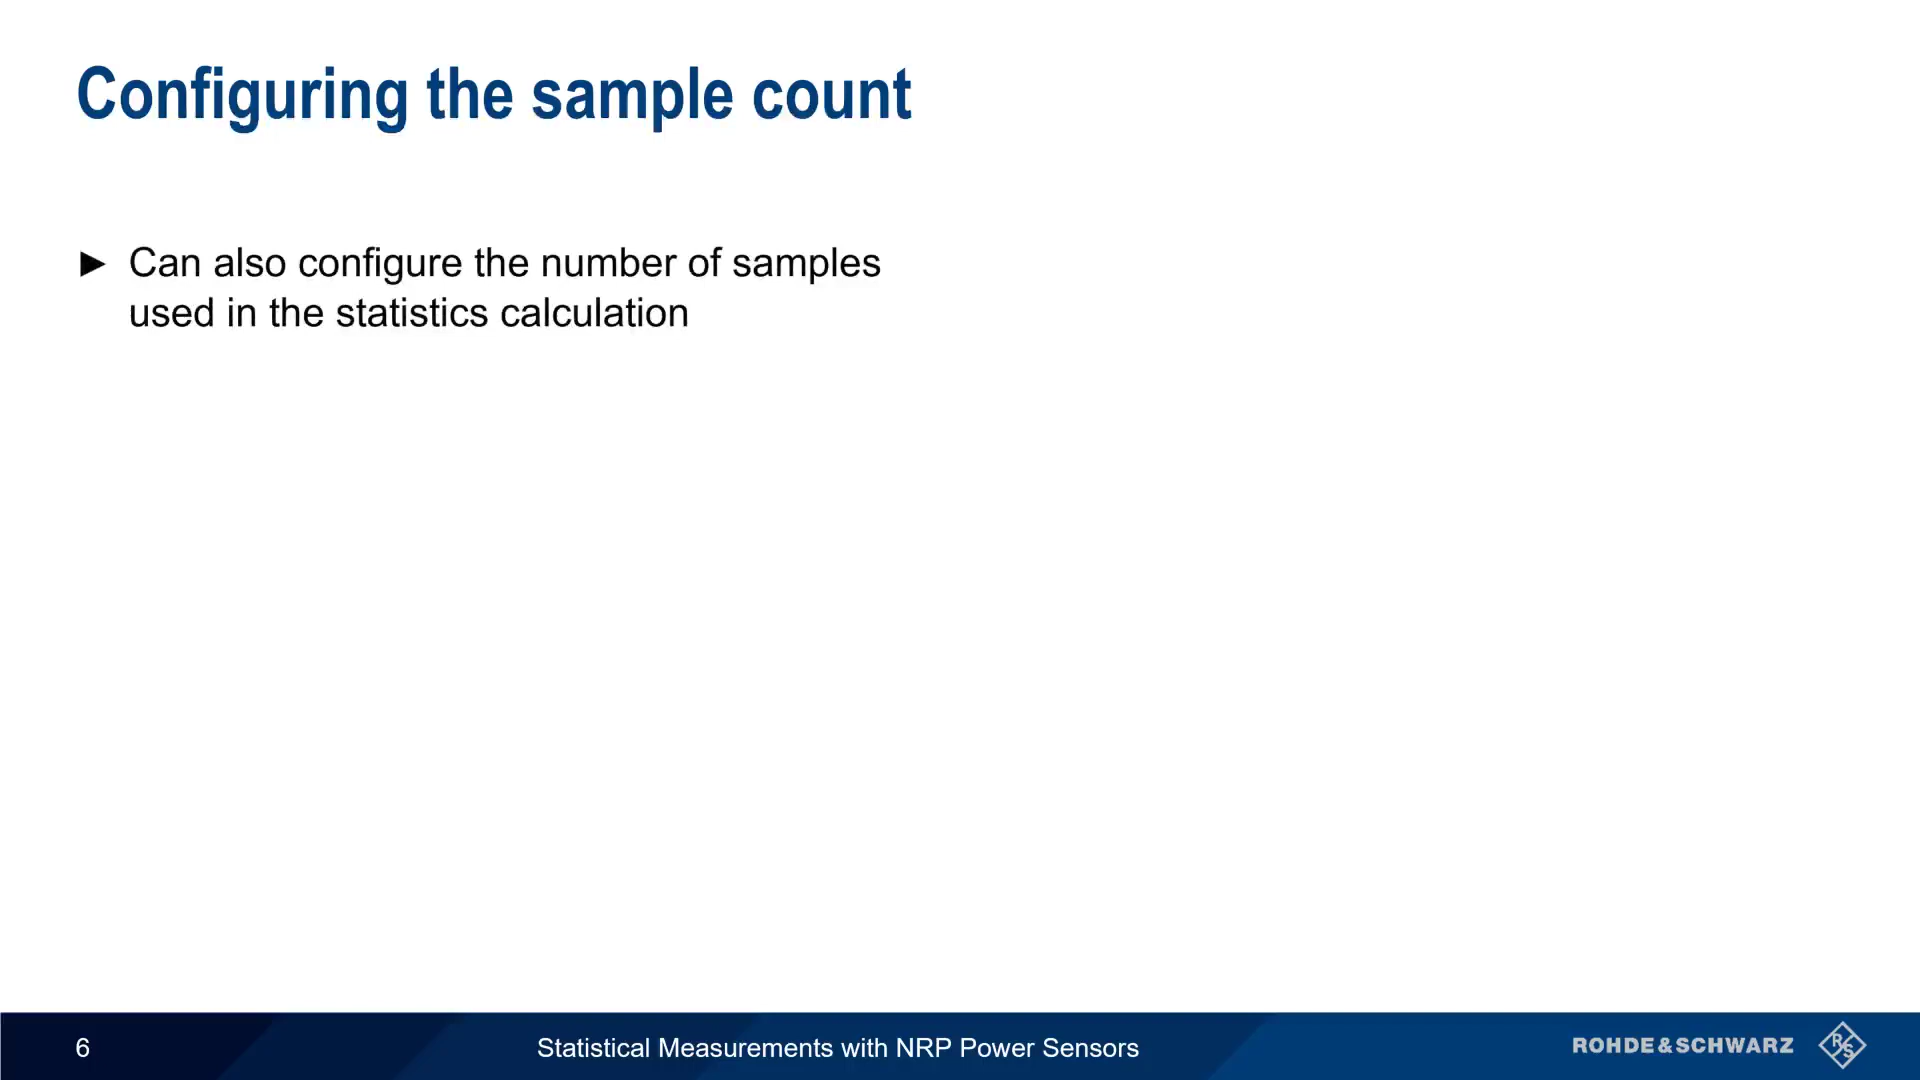 Configuring the sample count
► Can also configure the number of samples
used in the statistics calculation
6
Statistical Measurements with NRP Power Sensors
ROHDE&SCHWARZ
R&S